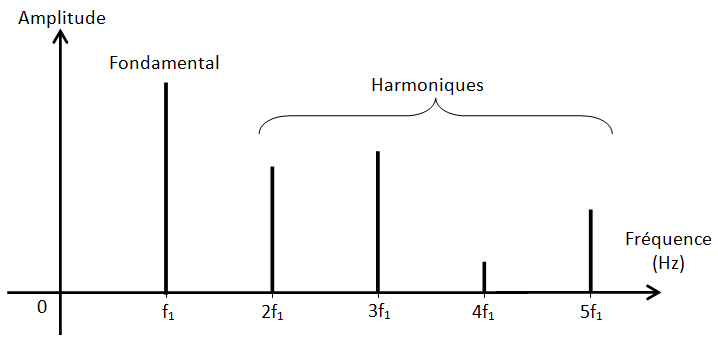 Amplitude
Fondamental
Harmoniques
Fréquence
(Hz)
0
f₁
2f₁
3f₁
4f₁
5f₁